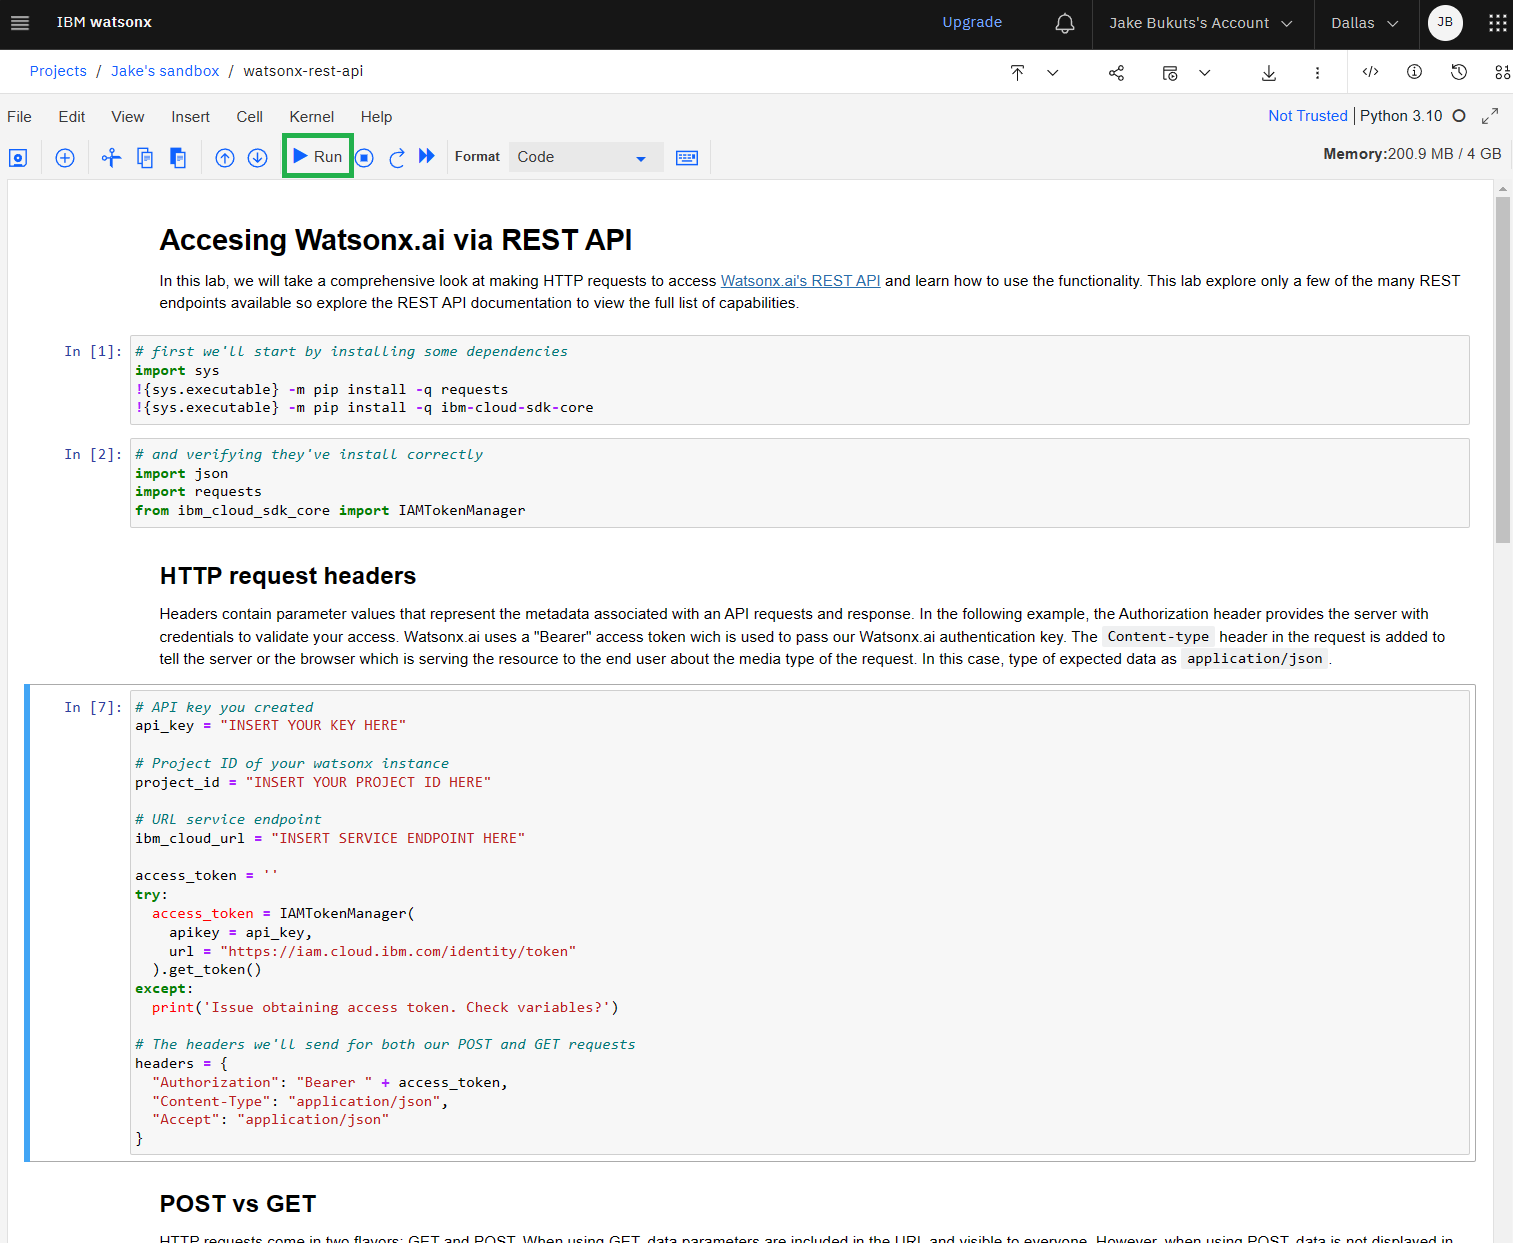 IBM watsonx
Upgrade
Jake Bukuts's Account
Dallas
JB
Projects / Jake's sandbox / watsonx-rest-api
File Edit View Insert Cell Kernel Help
Not Trusted | Python 3.10
Run
Format
Code
Memory:200.9 MB / 4 GB
Accesing Watsonx.ai via REST API
In this lab, we will take a comprehensive look at making HTTP requests to access Watsonx.ai's REST API and learn how to use the functionality. This lab explore only a few of the many REST
endpoints available so explore the REST API documentation to view the full list of capabilities.
In [1]: # first we'll start by installing some dependencies
import sys
!{sys.executable} -m pip install -q requests
!{sys.executable} -m pip install -q ibm-cloud-sdk-core
In [2]: # and verifying they've install correctly
import json
import requests
from ibm_cloud_sdk_core import IAMTokenManager
HTTP request headers
Headers contain parameter values that represent the metadata associated with an API requests and response. In the following example, the Authorization header provides the server with
credentials to validate your access. Watsonx.ai uses a "Bearer" access token wich is used to pass our Watsonx.ai authentication key. The Content-type header in the request is added to
tell the server or the browser which is serving the resource to the end user about the media type of the request. In this case, type of expected data as application/json .
In [7]: # API key you created
api_key = "INSERT YOUR KEY HERE"
# Project ID of your watsonx instance
project_id = "INSERT YOUR PROJECT ID HERE"
# URL service endpoint
ibm_cloud_url = "INSERT SERVICE ENDPOINT HERE"
access_token = ''
try:
  access_token = IAMTokenManager(
    apikey = api_key,
    url = "https://iam.cloud.ibm.com/identity/token"
  ).get_token()
except:
  print('Issue obtaining access token. Check variables?')
# The headers we'll send for both our POST and GET requests
headers = {
  "Authorization": "Bearer " + access_token,
  "Content-Type": "application/json",
  "Accept": "application/json"
}
POST vs GET
HTTP requests come in two flavors: GET and POST. When using GET, data parameters are included in the URL and visible to everyone. However, when using POST, data is not displayed in